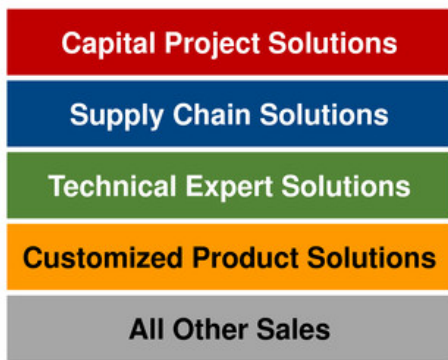 Capital Project Solutions
Supply Chain Solutions
Technical Expert Solutions
Customized Product Solutions
All Other Sales